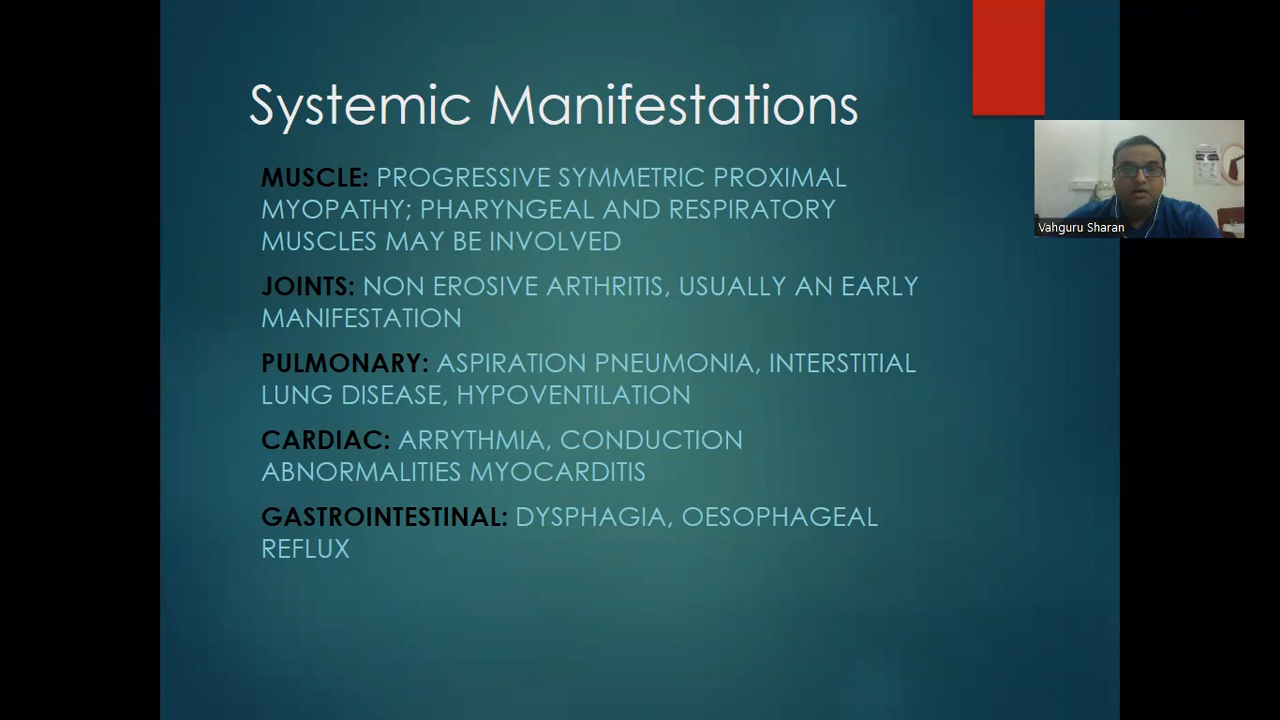 Systemic Manifestations
MUSCLE: PROGRESSIVE SYMMETRIC PROXIMAL
MYOPATHY; PHARYNGEAL AND RESPIRATORY
MUSCLES MAY BE INVOLVED
JOINTS: NON EROSIVE ARTHRITIS, USUALLY AN EARLY
MANIFESTATION
PULMONARY: ASPIRATION PNEUMONIA, INTERSTITIAL
LUNG DISEASE, HYPOVENTILATION
CARDIAC: ARRYTHMIA, CONDUCTION
ABNORMALITIES MYOCARDITIS
GASTROINTESTINAL: DYSPHAGIA, OESOPHAGEAL
REFLUX
Vahguru Sharan